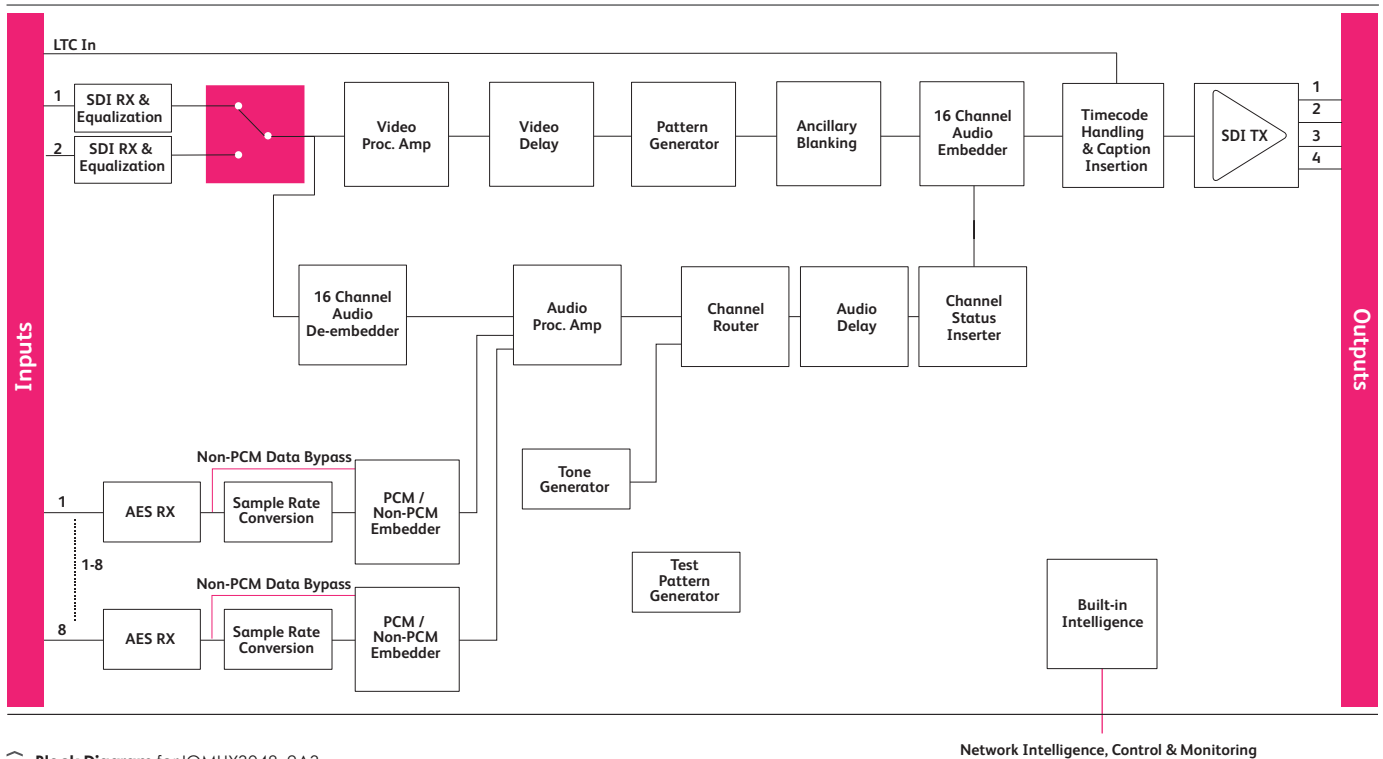 LTC In
1
SDI RX &
Equalization
2
SDI RX &
Equalization
Video
Proc. Amp
Video
Delay
Pattern
Generator
Ancillary
Blanking
16 Channel
Audio
Embedder
Timecode
Handling
& Caption
Insertion
SDI TX
1
2
3
4
Inputs
Outputs
16 Channel
Audio
De-embedder
Audio
Proc. Amp
Channel
Router
Audio
Delay
Channel
Status
Inserter
Non-PCM Data Bypass
1
AES RX
Sample Rate
Conversion
PCM /
Non-PCM
Embedder
Tone
Generator
1-8
Non-PCM Data Bypass
8
AES RX
Sample Rate
Conversion
PCM /
Non-PCM
Embedder
Test
Pattern
Generator
Built-in
Intelligence
Network Intelligence, Control & Monitoring
Block Diagram for